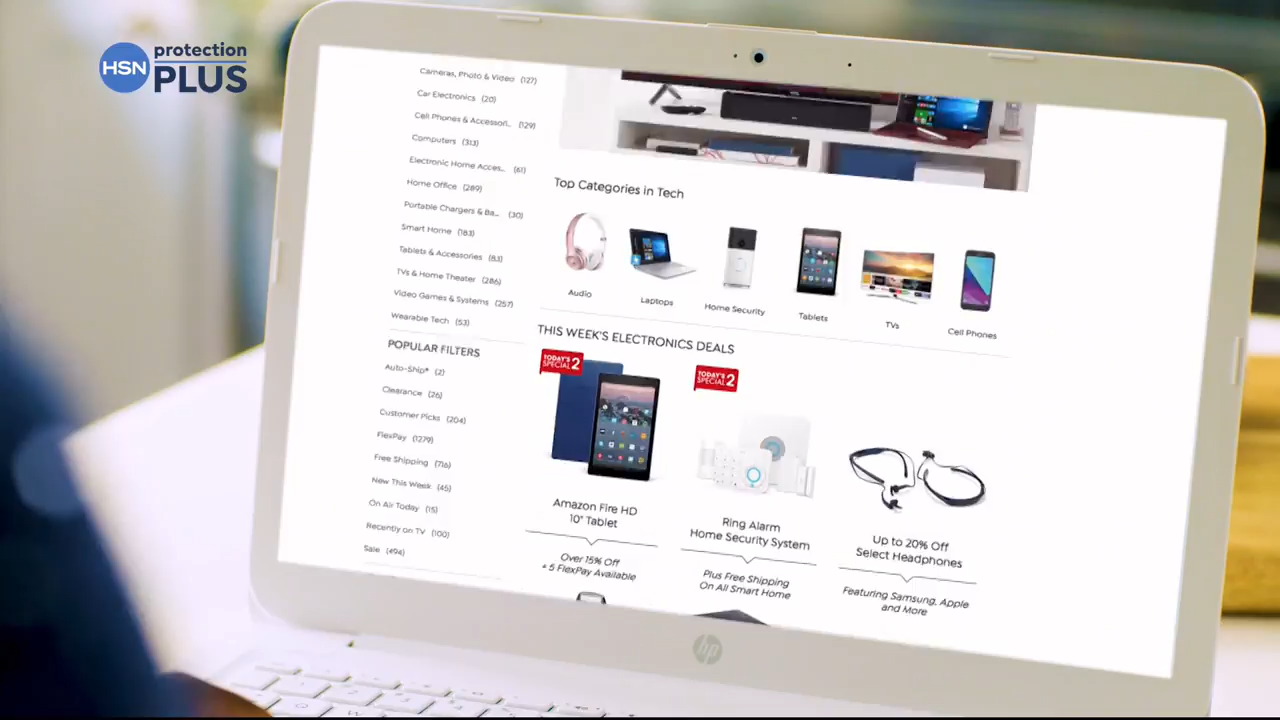 HSN protection
PLUS
Cameras, Photo & Video (127)
Car Electronics (20)
Cell Phones & Accessori... (129)
Computers (313)
Electronic Home Acces... (61)
Home Office (289)
Portable Chargers & Ba... (30)
Smart Home (183)
Tablets & Accessories (83)
TVs & Home Theater (286)
Video Games & Systems (257)
Wearable Tech (53)
POPULAR FILTERS
Auto-Ship® (2)
Clearance (26)
Customer Picks (204)
FlexPay (1279)
Free Shipping (716)
New This Week (45)
On Air Today (15)
Recently on TV (100)
Sale (494)
Top Categories in Tech
Audio
Laptops
Home Security
Tablets
TVs
Cell Phones
THIS WEEK'S ELECTRONICS DEALS
TODAY'S
SPECIAL 2
Amazon Fire HD
10" Tablet
Over 15% Off
+ 5 FlexPay Available
TODAY'S
SPECIAL 2
Ring Alarm
Home Security System
Plus Free Shipping
On All Smart Home
Up to 20% Off
Select Headphones
Featuring Samsung, Apple
and More
hp